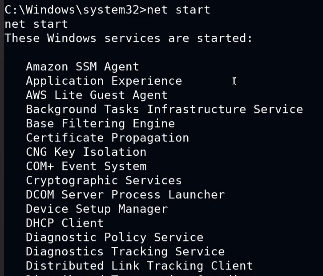 C:\Windows\system32>net start
net start
These Windows services are started:
Amazon SSM Agent
Application Experience
AWS Lite Guest Agent
Background Tasks Infrastructure Service
Base Filtering Engine
Certificate Propagation
CNG Key Isolation
COM+ Event System
Cryptographic Services
DCOM Server Process Launcher
Device Setup Manager
DHCP Client
Diagnostic Policy Service
Diagnostics Tracking Service
Distributed Link Tracking Client